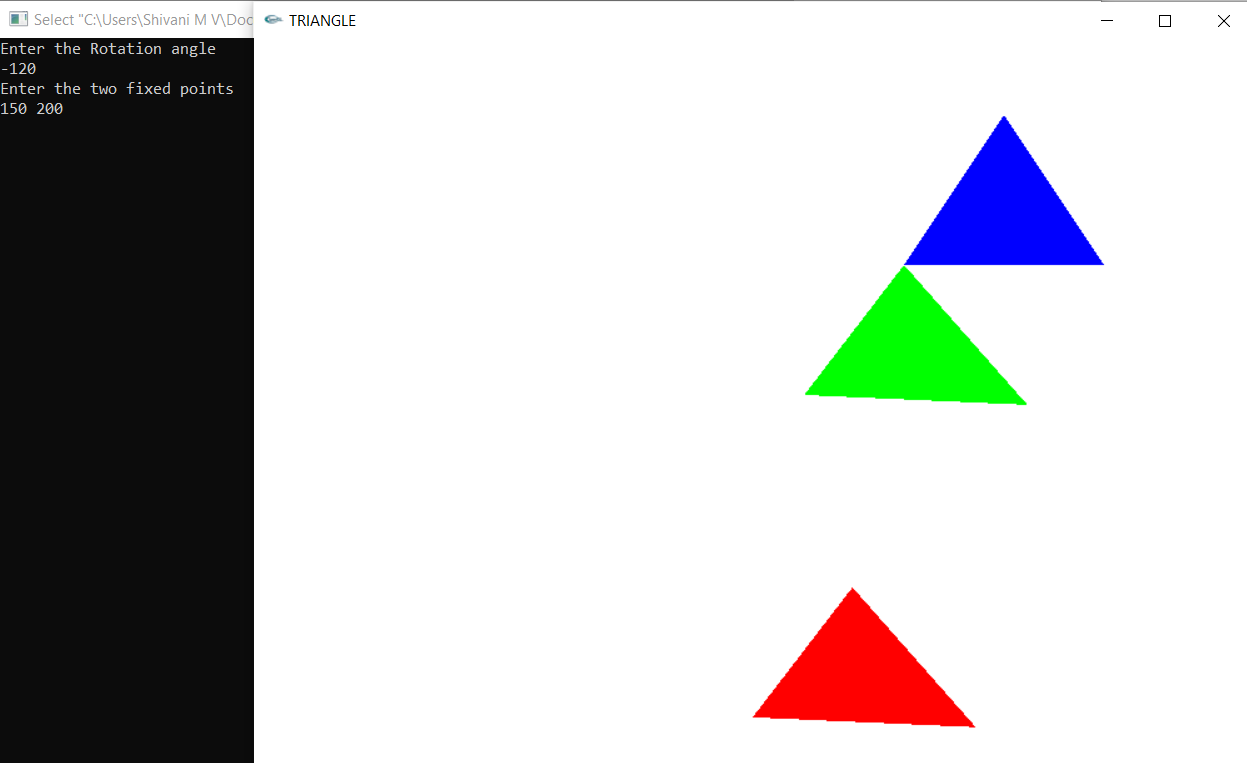 Select "C:\Users\Shivani M V\Doc
TRIANGLE
Enter the Rotation angle
-120
Enter the two fixed points
150 200